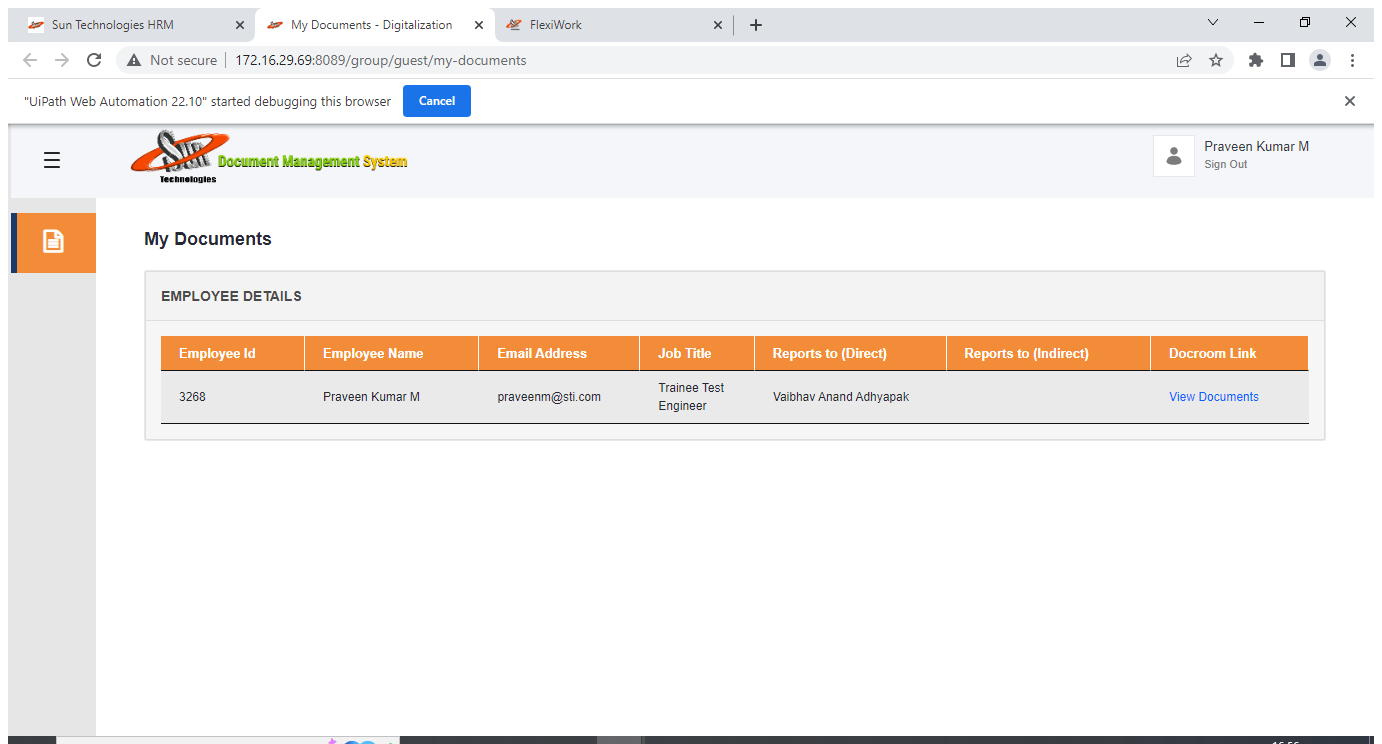 Sun Technologies HRM
My Documents - Digitalization
FlexiWork
Not secure
172.16.29.69:8089/group/guest/my-documents
"UiPath Web Automation 22.10" started debugging this browser
Cancel
Sun
Technologies
Document Management System
Praveen Kumar M
Sign Out
My Documents
EMPLOYEE DETAILS
Employee Id Employee Name Email Address Job Title Reports to (Direct) Reports to (Indirect) Docroom Link
3268 Praveen Kumar M praveenm@sti.com Trainee Test Vaibhav Anand Adhyapak View Documents
Engineer